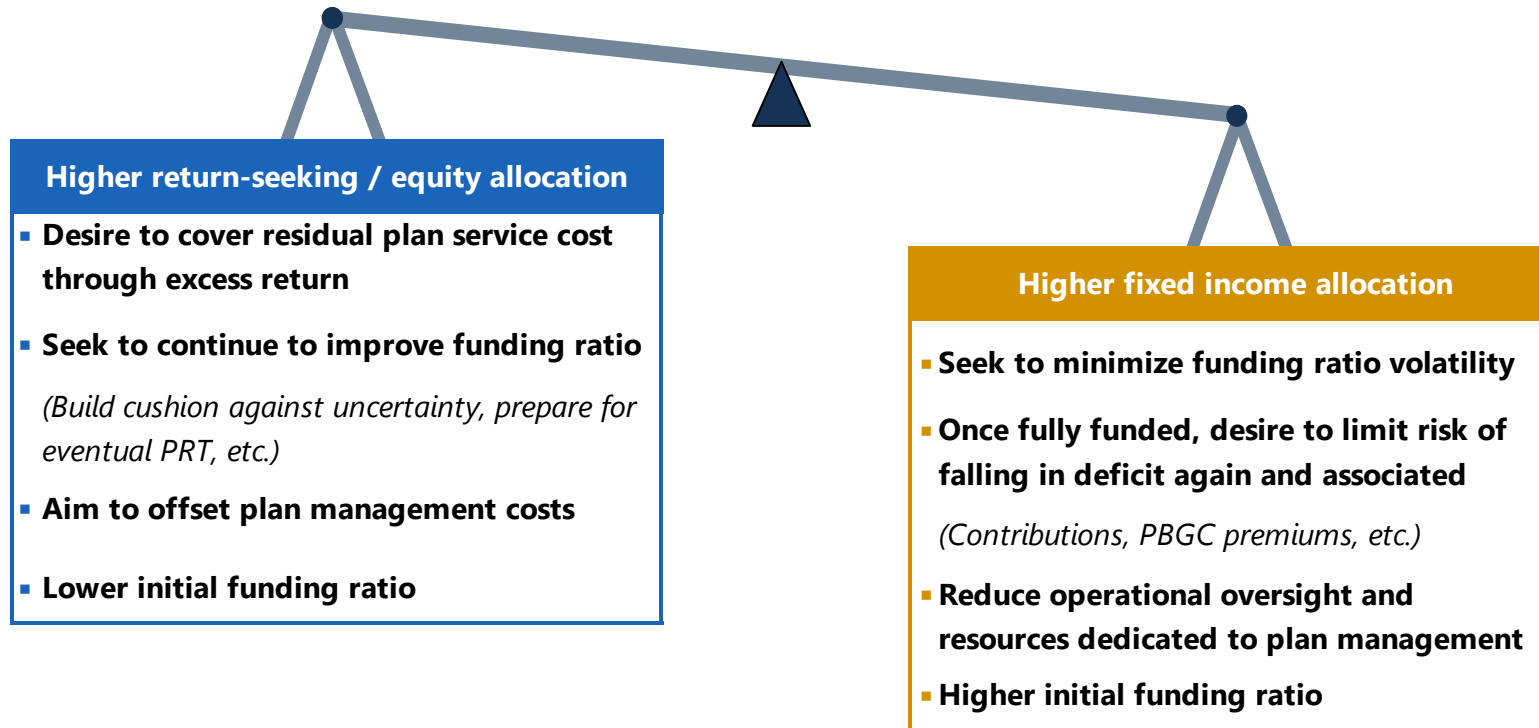 Higher return-seeking / equity allocation
Desire to cover residual plan service cost
through excess return
Seek to continue to improve funding ratio
(Build cushion against uncertainty, prepare for
eventual PRT, etc.)
Aim to offset plan management costs
Lower initial funding ratio
Higher fixed income allocation
Seek to minimize funding ratio volatility
Once fully funded, desire to limit risk of
falling in deficit again and associated
(Contributions, PBGC premiums, etc.)
Reduce operational oversight and
resources dedicated to plan management
Higher initial funding ratio